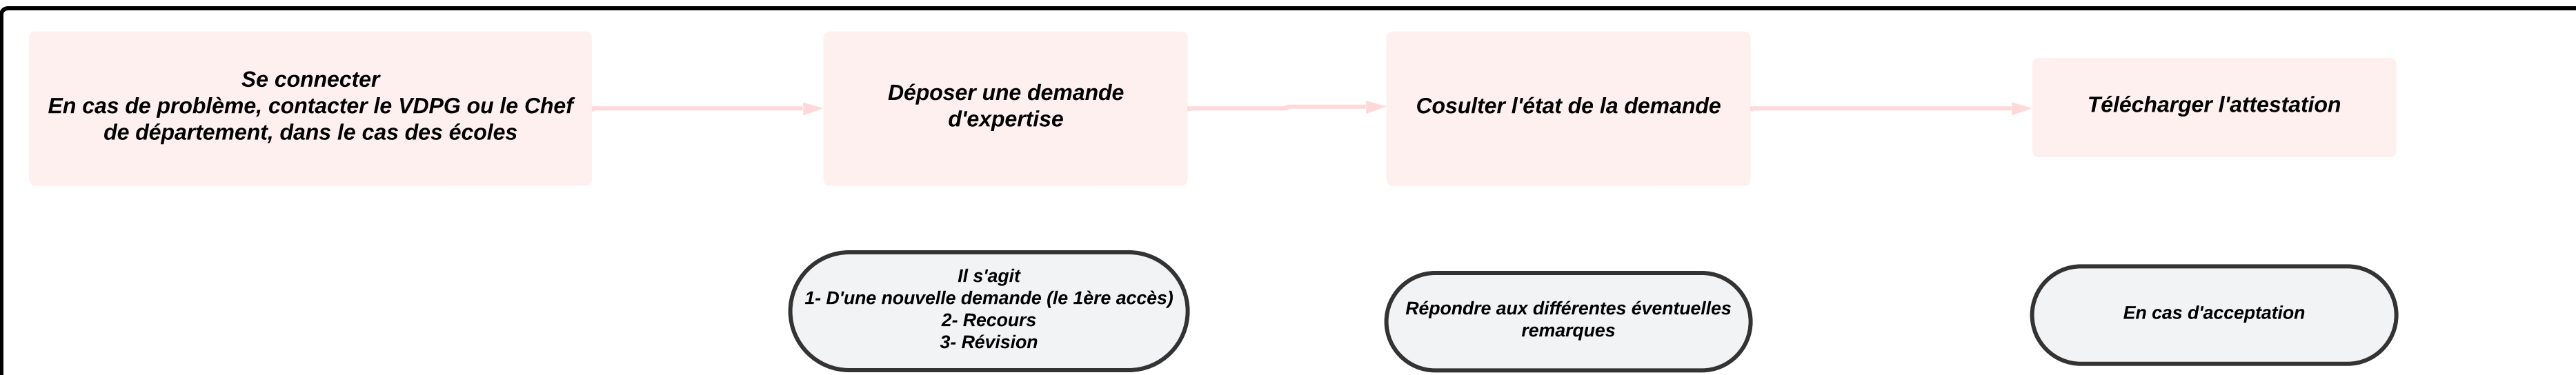 Se connecter
En cas de problème, contacter le VDPG ou le Chef
de département, dans le cas des écoles
Déposer une demande
d'expertise
Cosulter l'état de la demande
Télécharger l'attestation
Il s'agit
1- D'une nouvelle demande (le 1ère accès)
2- Recours
3- Révision
Répondre aux différentes éventuelles
remarques
En cas d'acceptation